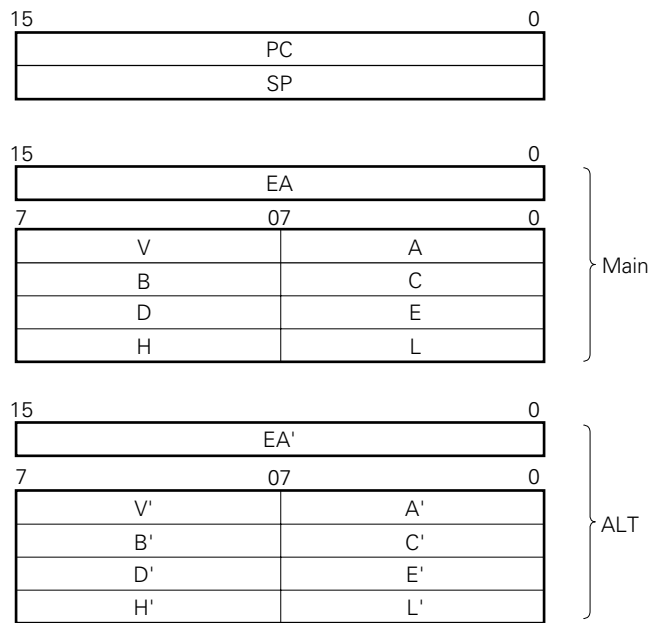 15 0
PC
SP
15 0
EA
7 07 0
V A
B C
D E
H L
Main
15 0
EA'
7 07 0
V' A'
B' C'
D' E'
H' L'
ALT